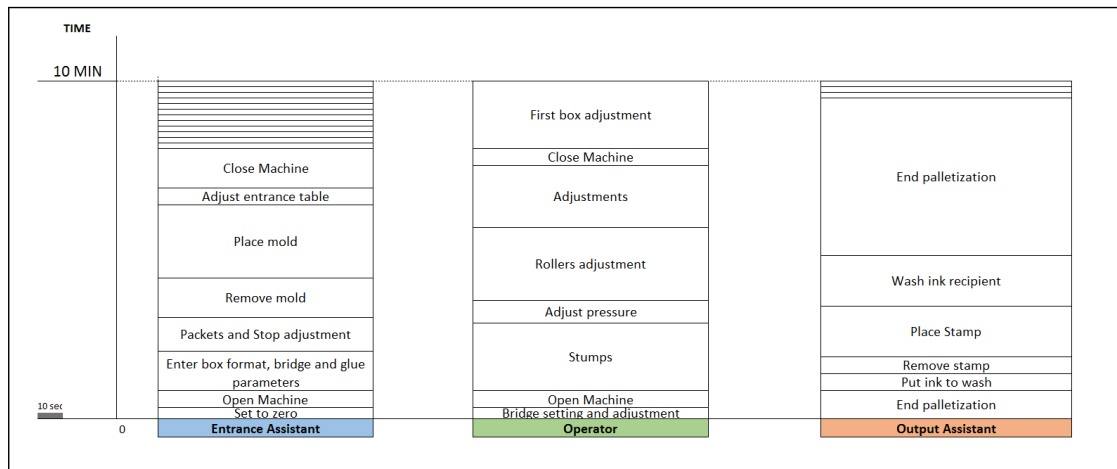 TIME
10 MIN
First box adjustment
Close Machine
Close Machine
End palletization
Adjust entrance table
Adjustments
Place mold
Rollers adjustment
Wash ink recipient
Remove mold
Adjust pressure
Packets and Stop adjustment
Place Stamp
Stumps
Enter box format, bridge and glue
parameters
Remove stamp
Put ink to wash
Open Machine
Open Machine
End palletization
10 sec
Set to zero
Bridge setting and adjustment
0
Entrance Assistant
Operator
Output Assistant